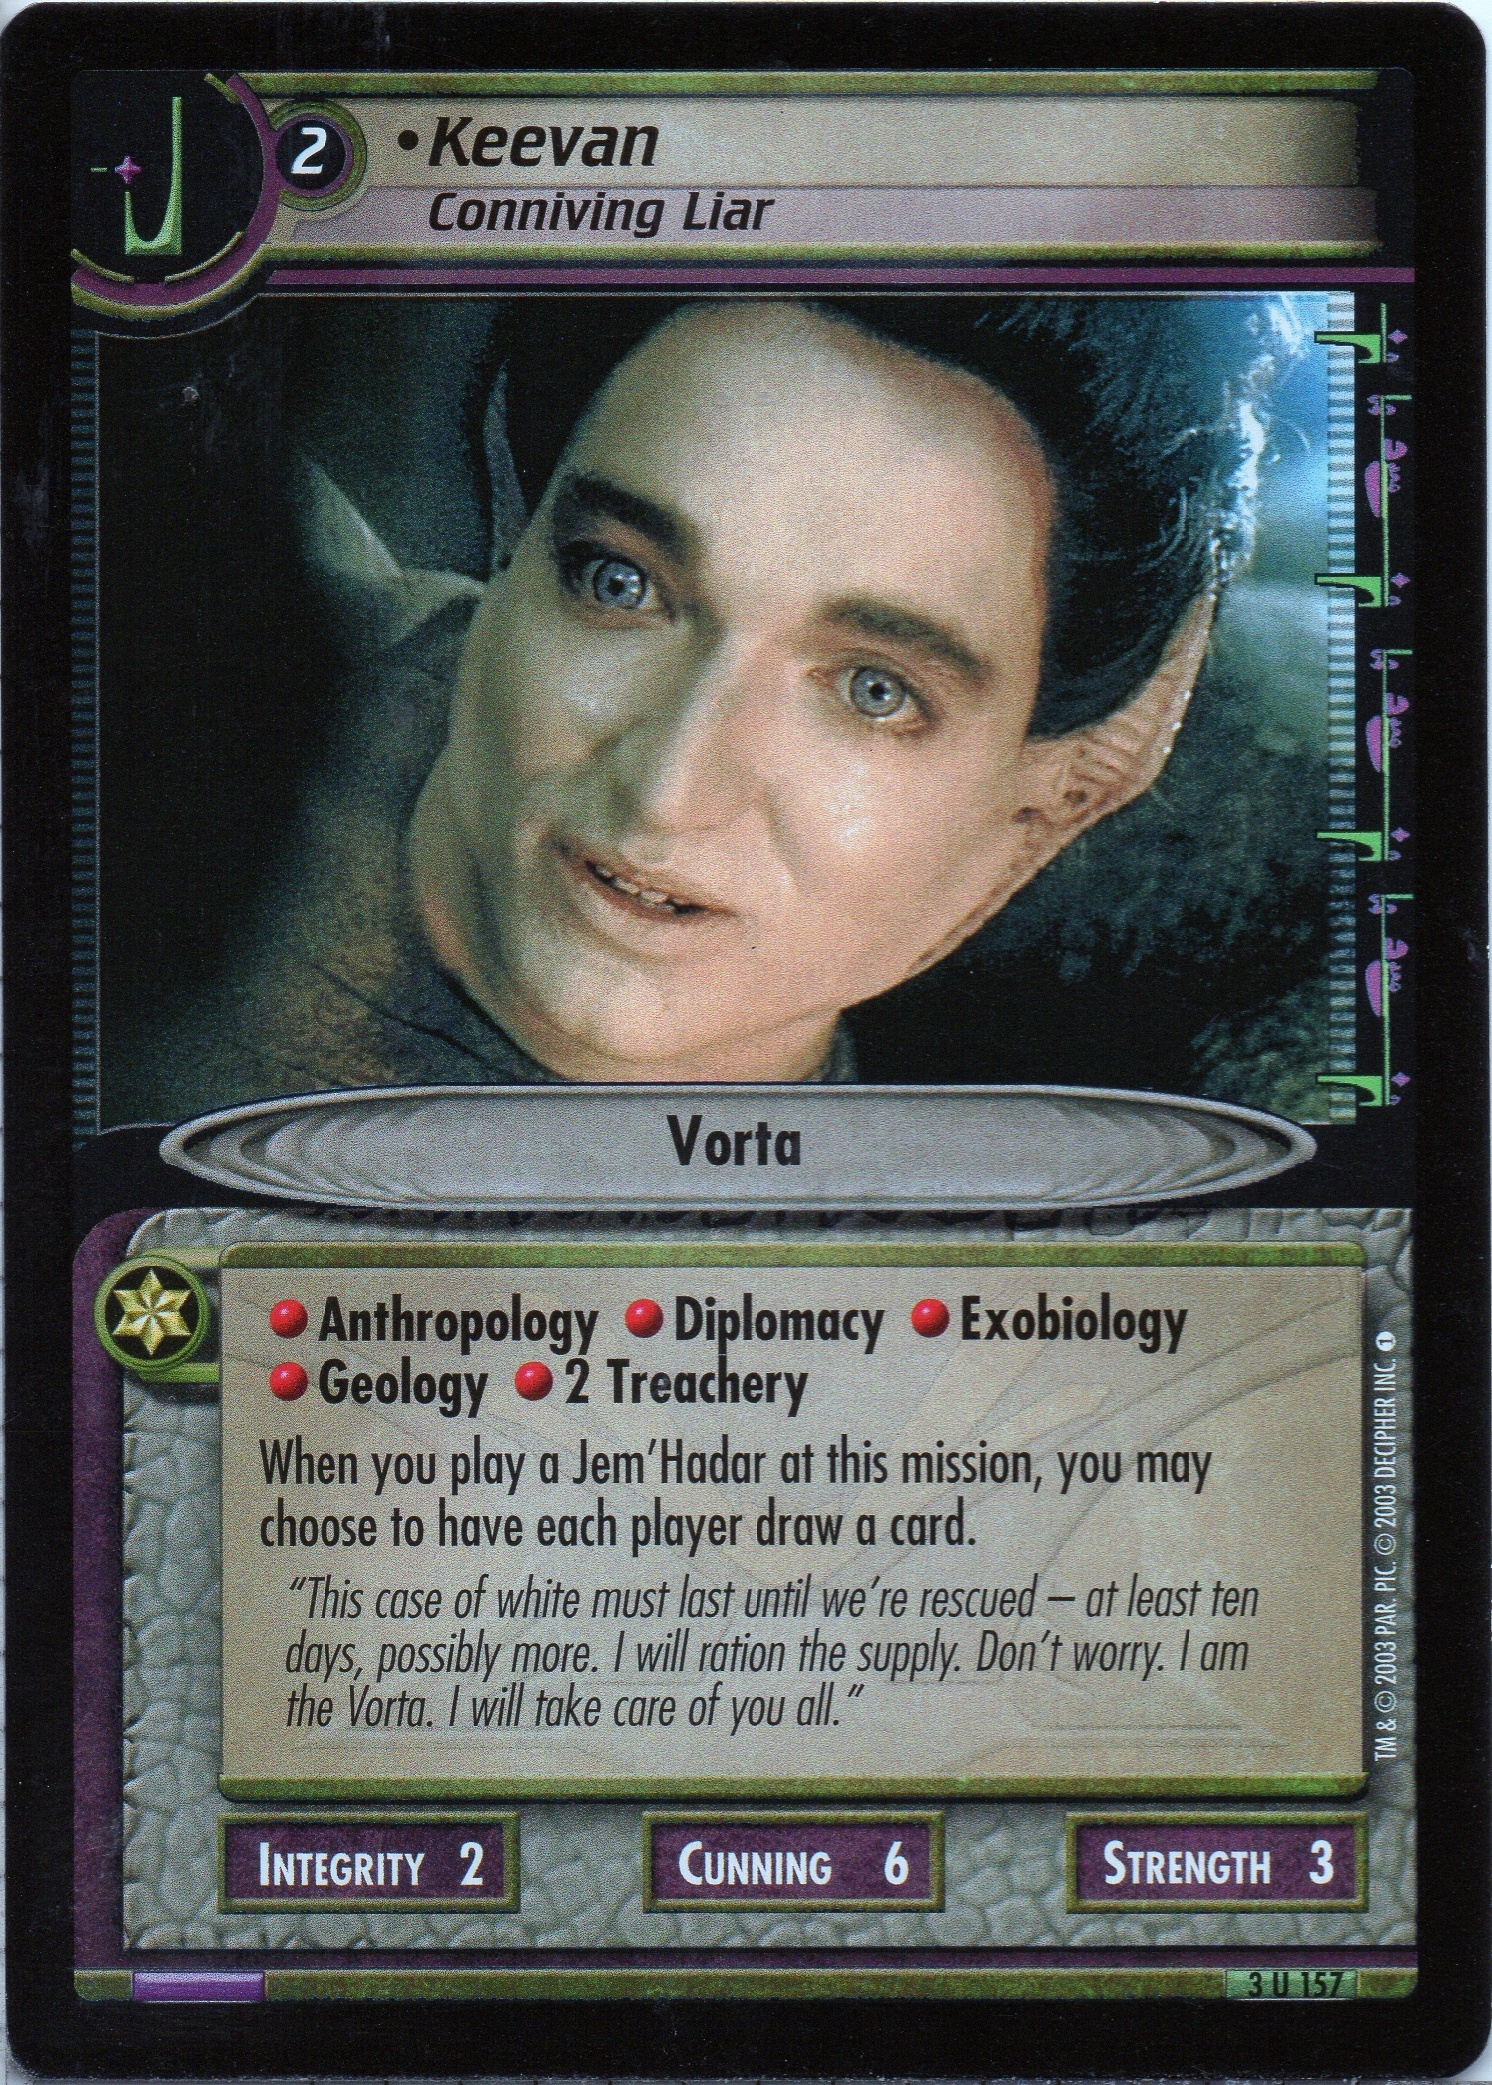 2
•Keevan
Conniving Liar
Vorta
Anthropology Diplomacy Exobiology
Geology 2 Treachery
When you play a Jem'Hadar at this mission, you may
choose to have each player draw a card.
"This case of white must last until we're rescued – at least ten
days, possibly more. I will ration the supply. Don't worry. I am
the Vorta. I will take care of you all."
TM & © 2003 PAR. PIC. © 2003 DECIPHER INC. 1
INTEGRITY 2
CUNNING 6
STRENGTH 3
3 U 157